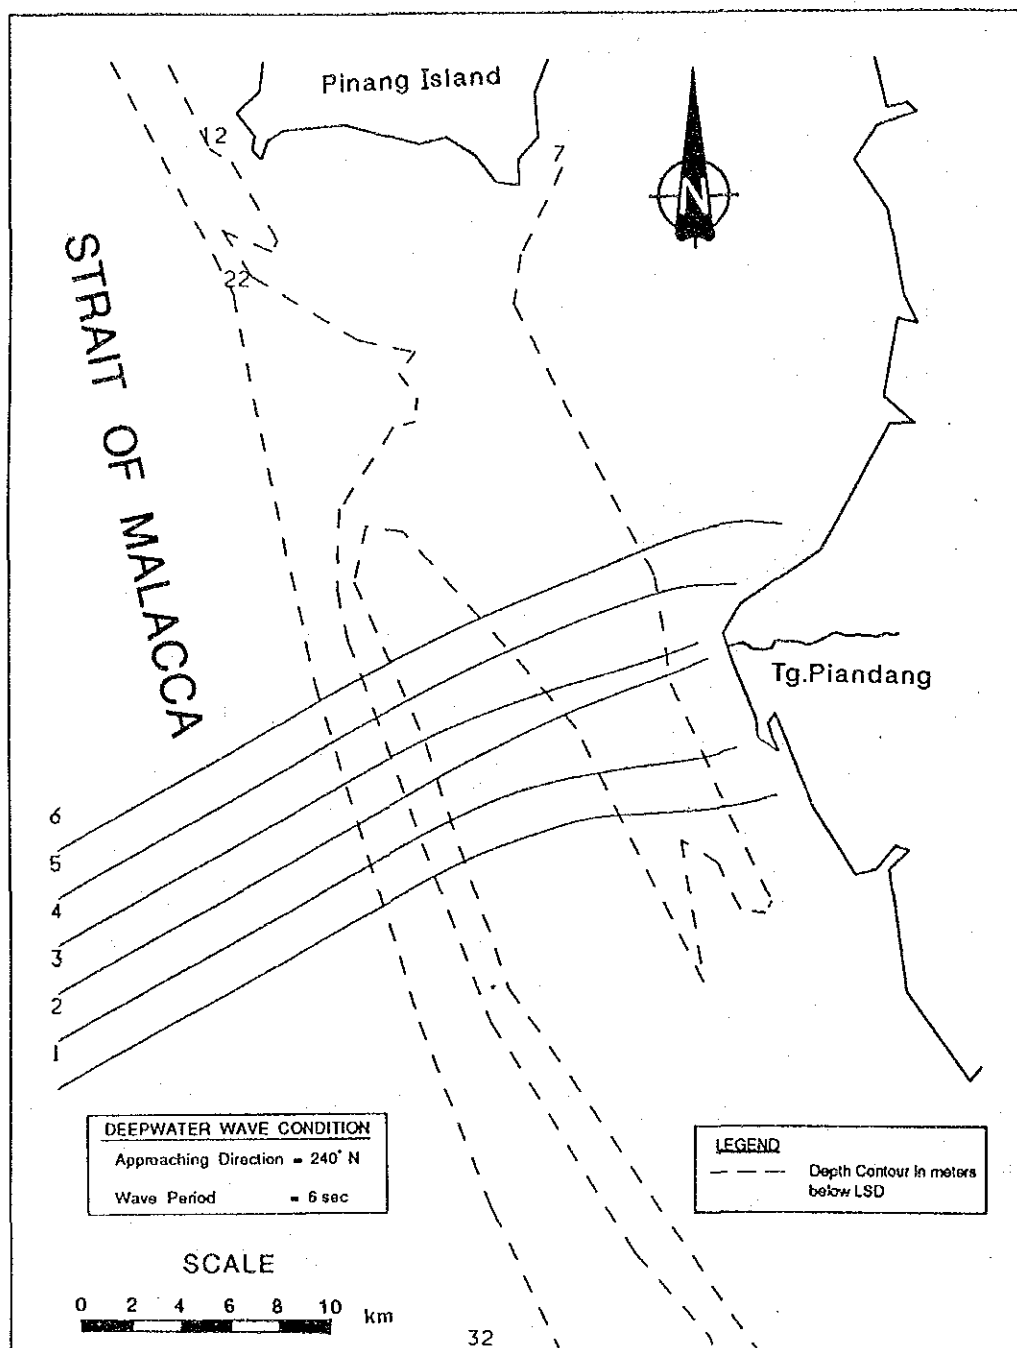 Pinang Island
12
7
N
22
STRAIT OF MALACCA
Tg.Piandang
6
5
4
3
2
1
DEEPWATER WAVE CONDITION
Approaching Direction = 240° N
Wave Period = 6 sec
LEGEND
Depth Contour in meters
below LSD
SCALE
0 2 4 6 8 10 km
32